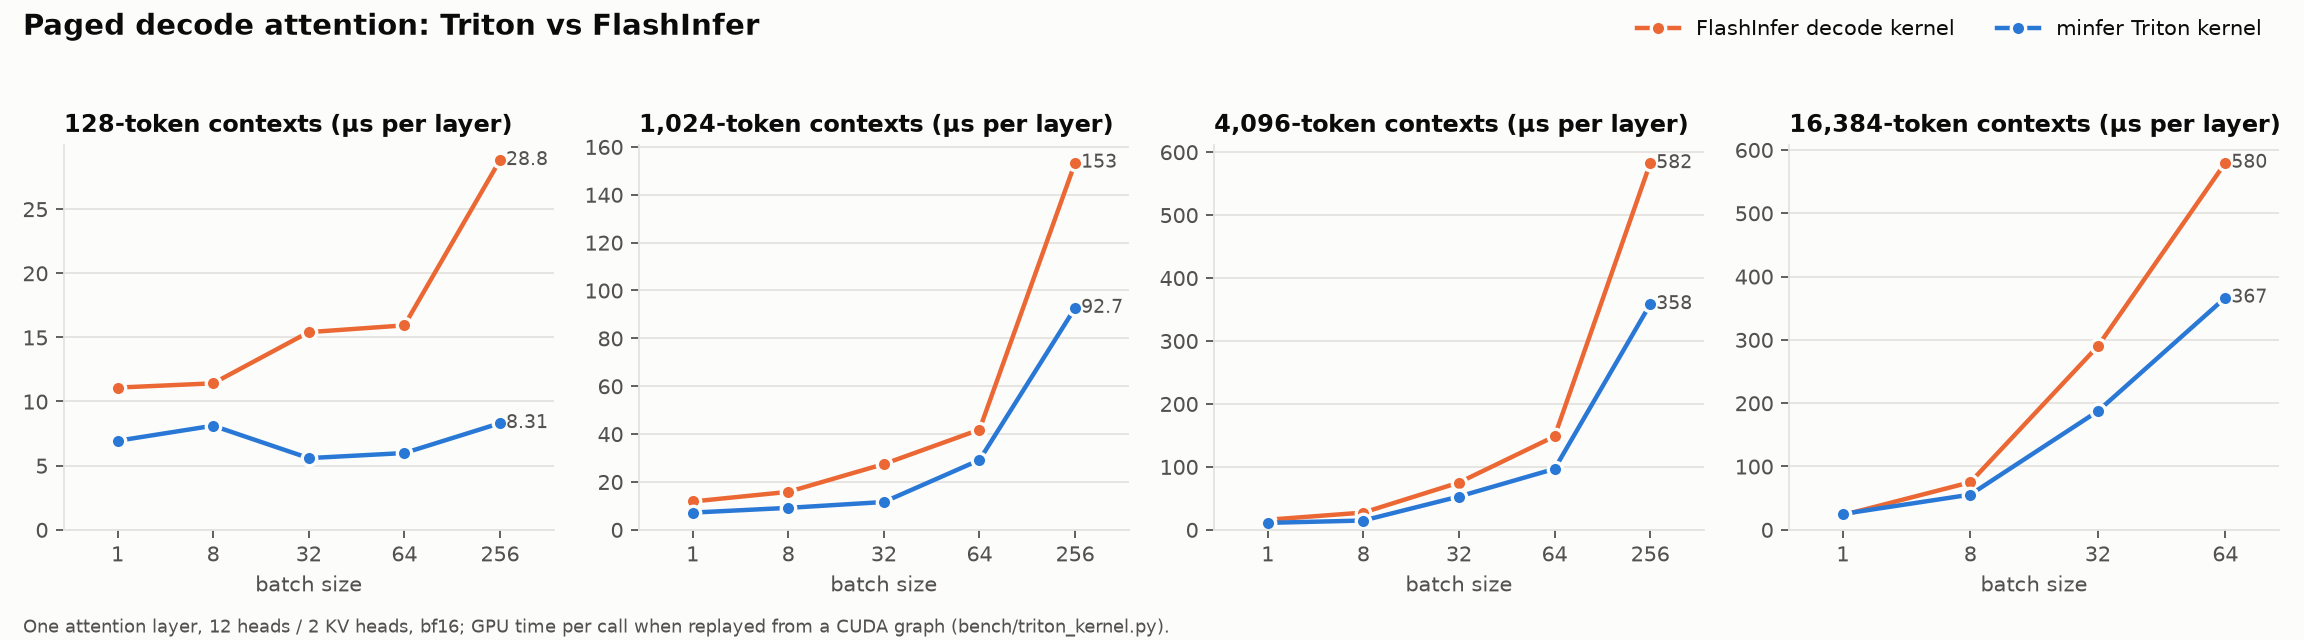 Paged decode attention: Triton vs FlashInfer
FlashInfer decode kernel
minfer Triton kernel
128-token contexts (µs per layer)
28.8
8.31
25
20
15
10
5
0
1 8 32 64 256
batch size
1,024-token contexts (µs per layer)
153
92.7
160
140
120
100
80
60
40
20
0
1 8 32 64 256
batch size
4,096-token contexts (µs per layer)
582
358
600
500
400
300
200
100
0
1 8 32 64 256
batch size
16,384-token contexts (µs per layer)
580
367
600
500
400
300
200
100
0
1 8 32 64
batch size
One attention layer, 12 heads / 2 KV heads, bf16; GPU time per call when replayed from a CUDA graph (bench/triton_kernel.py).